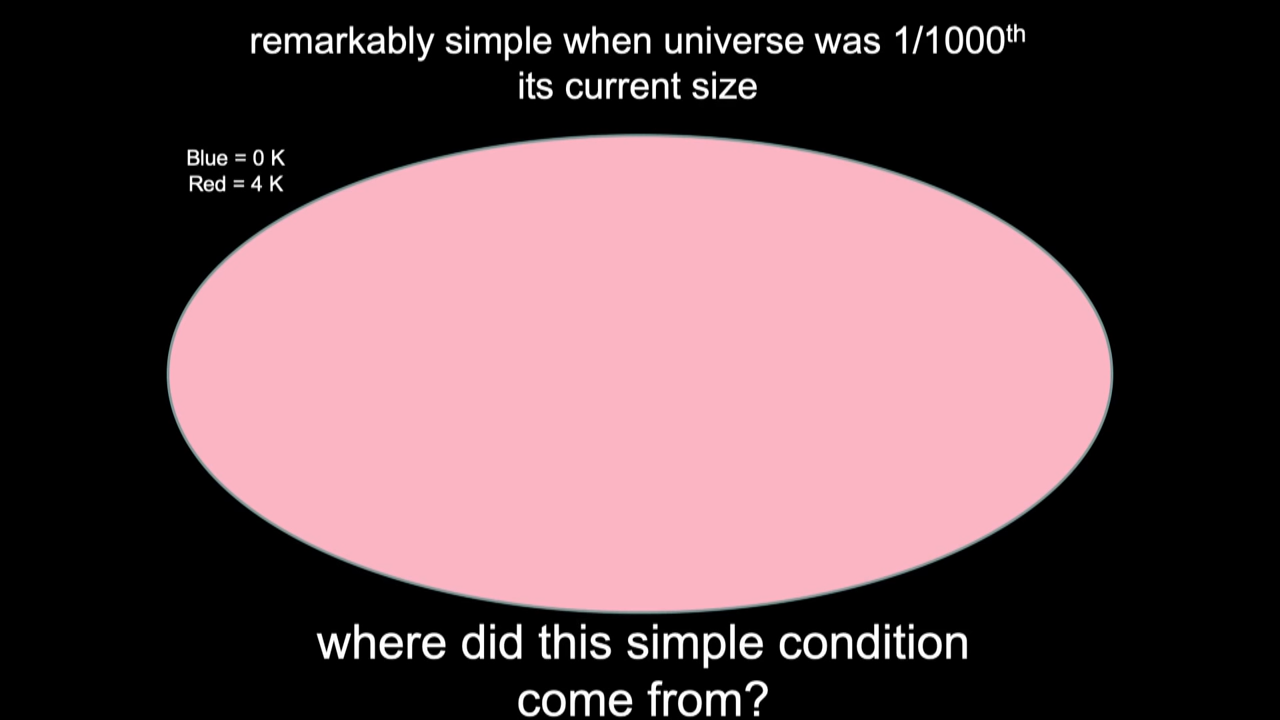 remarkably simple when universe was 1/1000th
its current size
Blue = 0 K
Red = 4 K
where did this simple condition
come from?